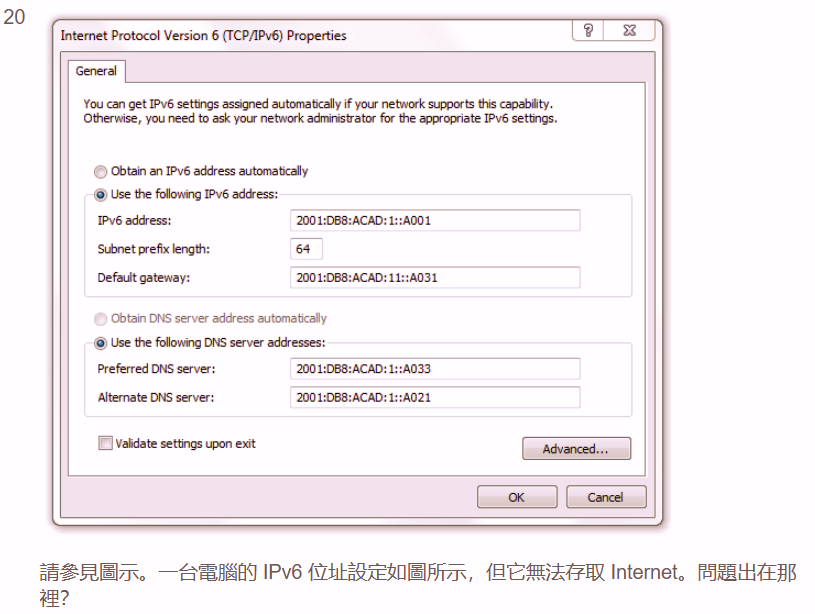 20
Internet Protocol Version 6 (TCP/IPv6) Properties
General
You can get IPv6 settings assigned automatically if your network supports this capability.
Otherwise, you need to ask your network administrator for the appropriate IPv6 settings.
Obtain an IPv6 address automatically
Use the following IPv6 address:
IPv6 address: 2001:DB8:ACAD:1::A001
Subnet prefix length: 64
Default gateway: 2001:DB8:ACAD:11::A031
Obtain DNS server address automatically
Use the following DNS server addresses:
Preferred DNS server: 2001:DB8:ACAD:1::A033
Alternate DNS server: 2001:DB8:ACAD:1::A021
Validate settings upon exit
Advanced...
OK Cancel
請參見圖示。一台電腦的 IPv6 位址設定如圖所示，但它無法存取 Internet。問題出在那
裡?